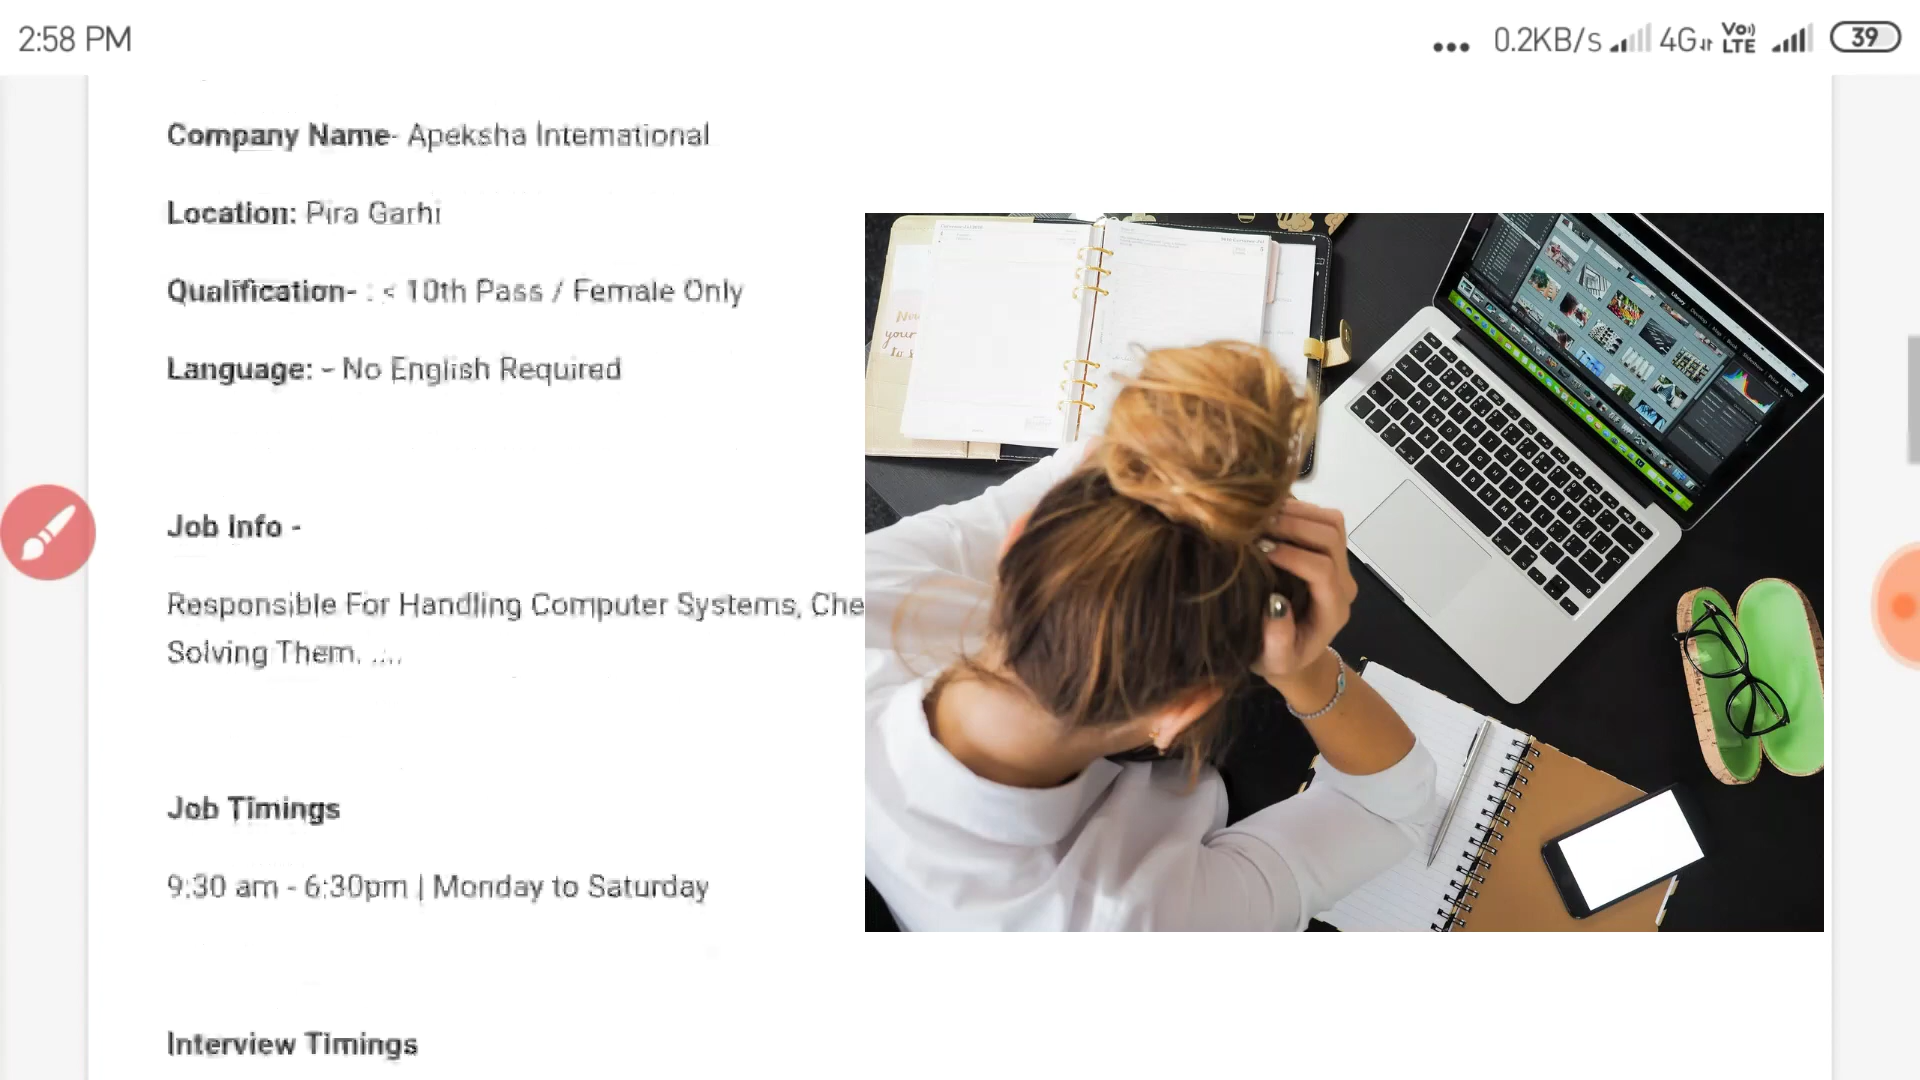 2:58 PM
0.2KB/s 4G Vo)) LTE 39
Company Name- Apeksha International
Location: Pira Garhi
Qualification- : < 10th Pass / Female Only
Language: - No English Required
Job Info -
Responsible For Handling Computer Systems, Che
Solving Them. ....
Job Timings
9:30 am - 6:30pm | Monday to Saturday
Interview Timings